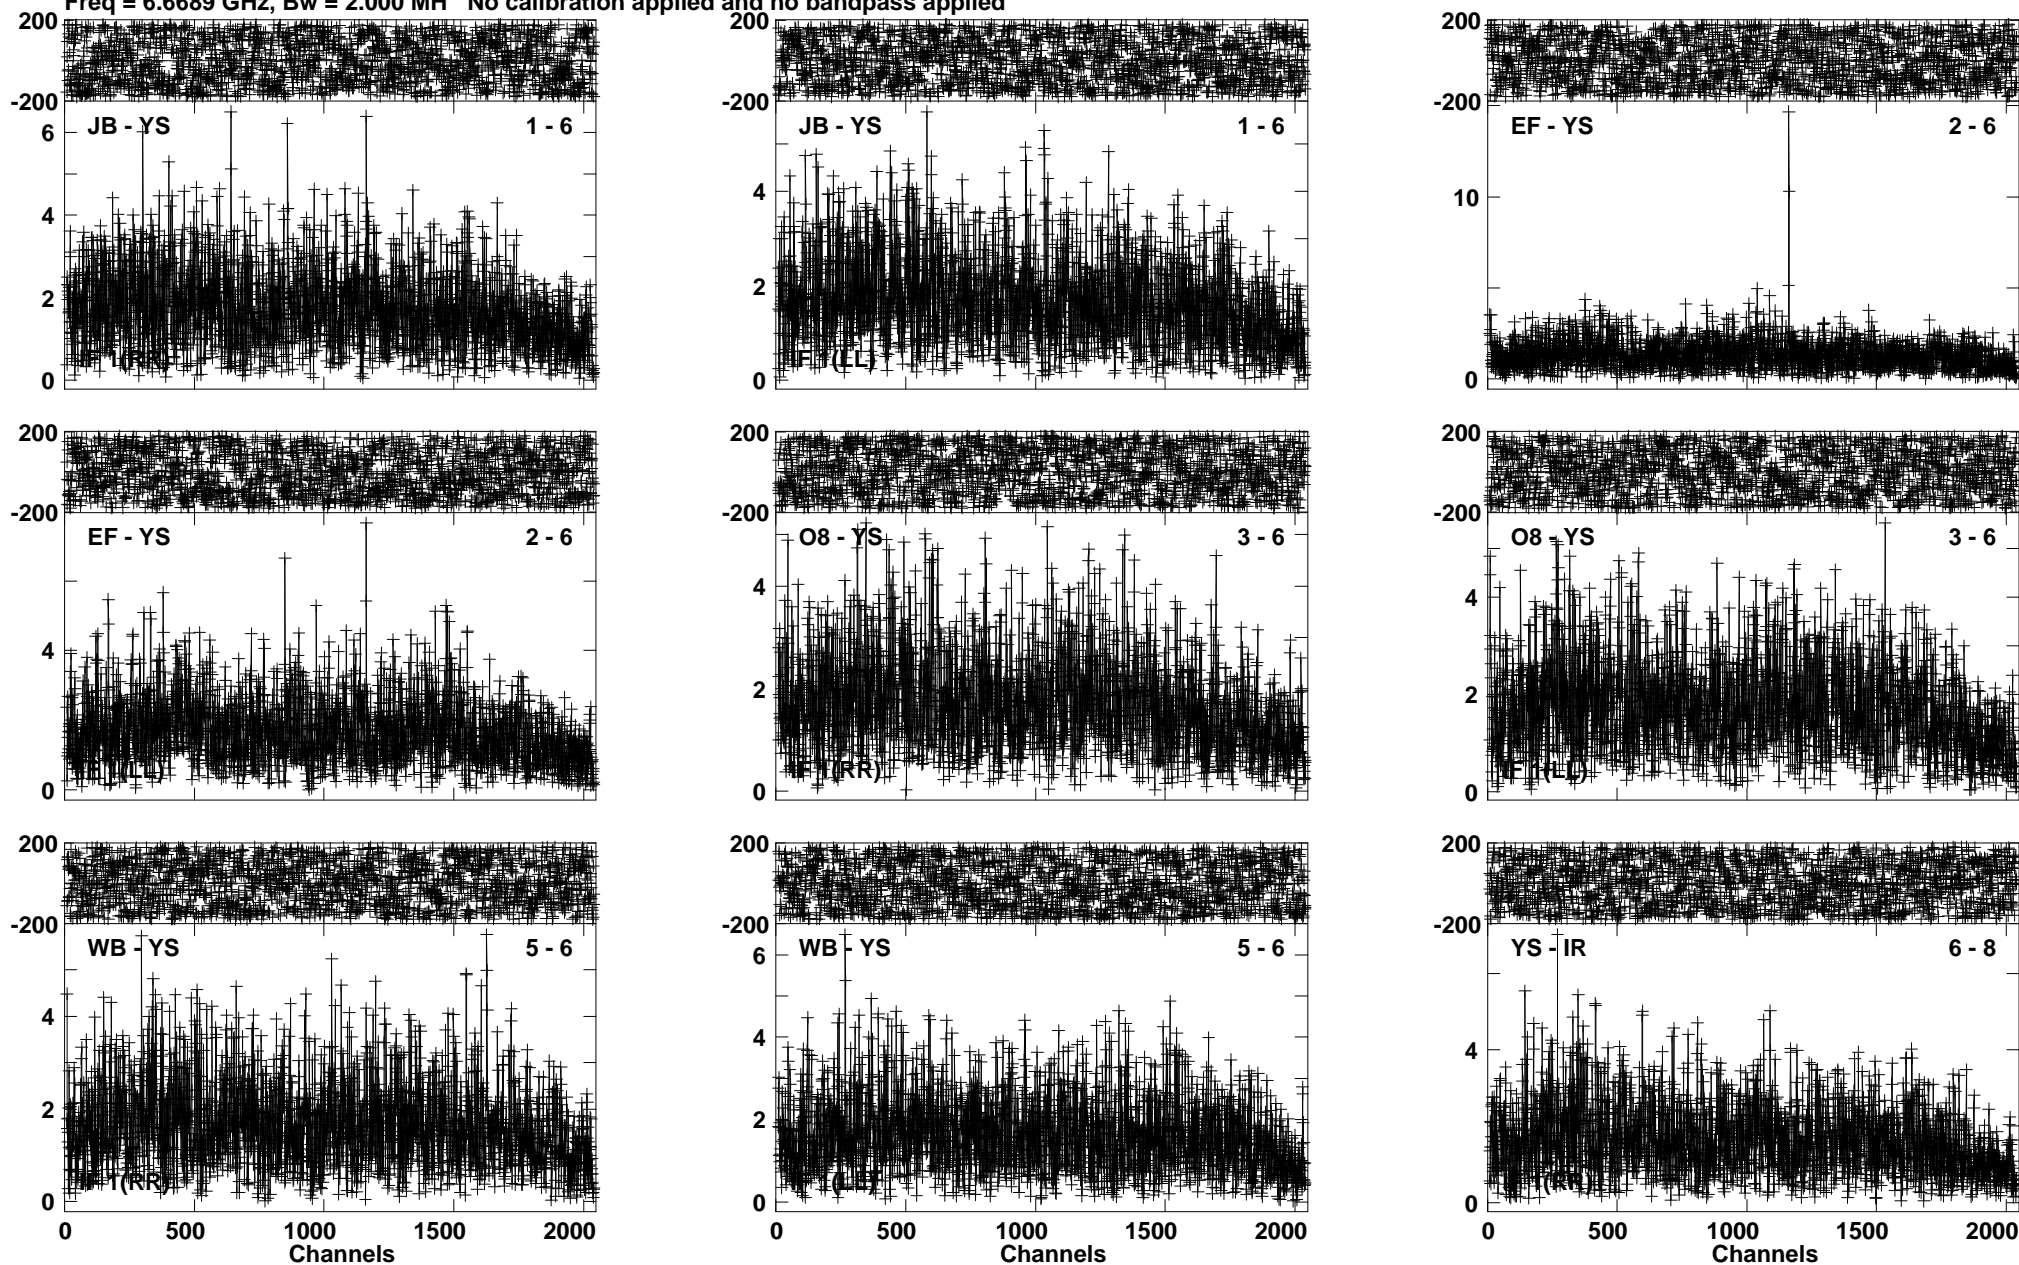 Freq = 6.6689 GHz, Bw = 2.000 MH No calibration applied and no bandpass applied
200
-200
JB - YS 1 - 6
6
4
2
0
IF 1(RR)
200
-200
JB - YS 1 - 6
4
2
0
IF 1(LL)
200
-200
EF - YS 2 - 6
10
0
200
-200
EF - YS 2 - 6
4
0
IF 1(LL)
200
-200
O8 - YS 3 - 6
4
2
0
IF 1(RR)
200
-200
O8 - YS 3 - 6
4
2
0
IF 1(LL)
200
-200
WB - YS 5 - 6
4
2
0
IF 1(RR)
0 500 1000 1500 2000
Channels
200
-200
WB - YS 5 - 6
6
4
2
0
IF 1(LL)
0 500 1000 1500 2000
Channels
200
-200
YS - IR 6 - 8
4
0
IF 1(RR)
0 500 1000 1500 2000
Channels